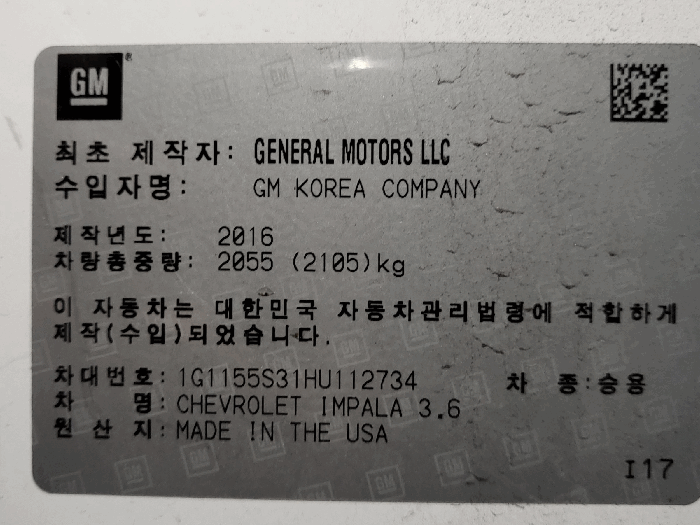 GM
최초 제작자: GENERAL MOTORS LLC
수입자명: GM KOREA COMPANY
제작년도: 2016
차량총중량: 2055 (2105)kg
이 자동차는 대한민국 자동차관리법령에 적합하게
제작(수입)되었습니다.
차대번호: 1G1155S31HU112734 차 종:승용
차 명: CHEVROLET IMPALA 3.6
원산지: MADE IN THE USA
I17